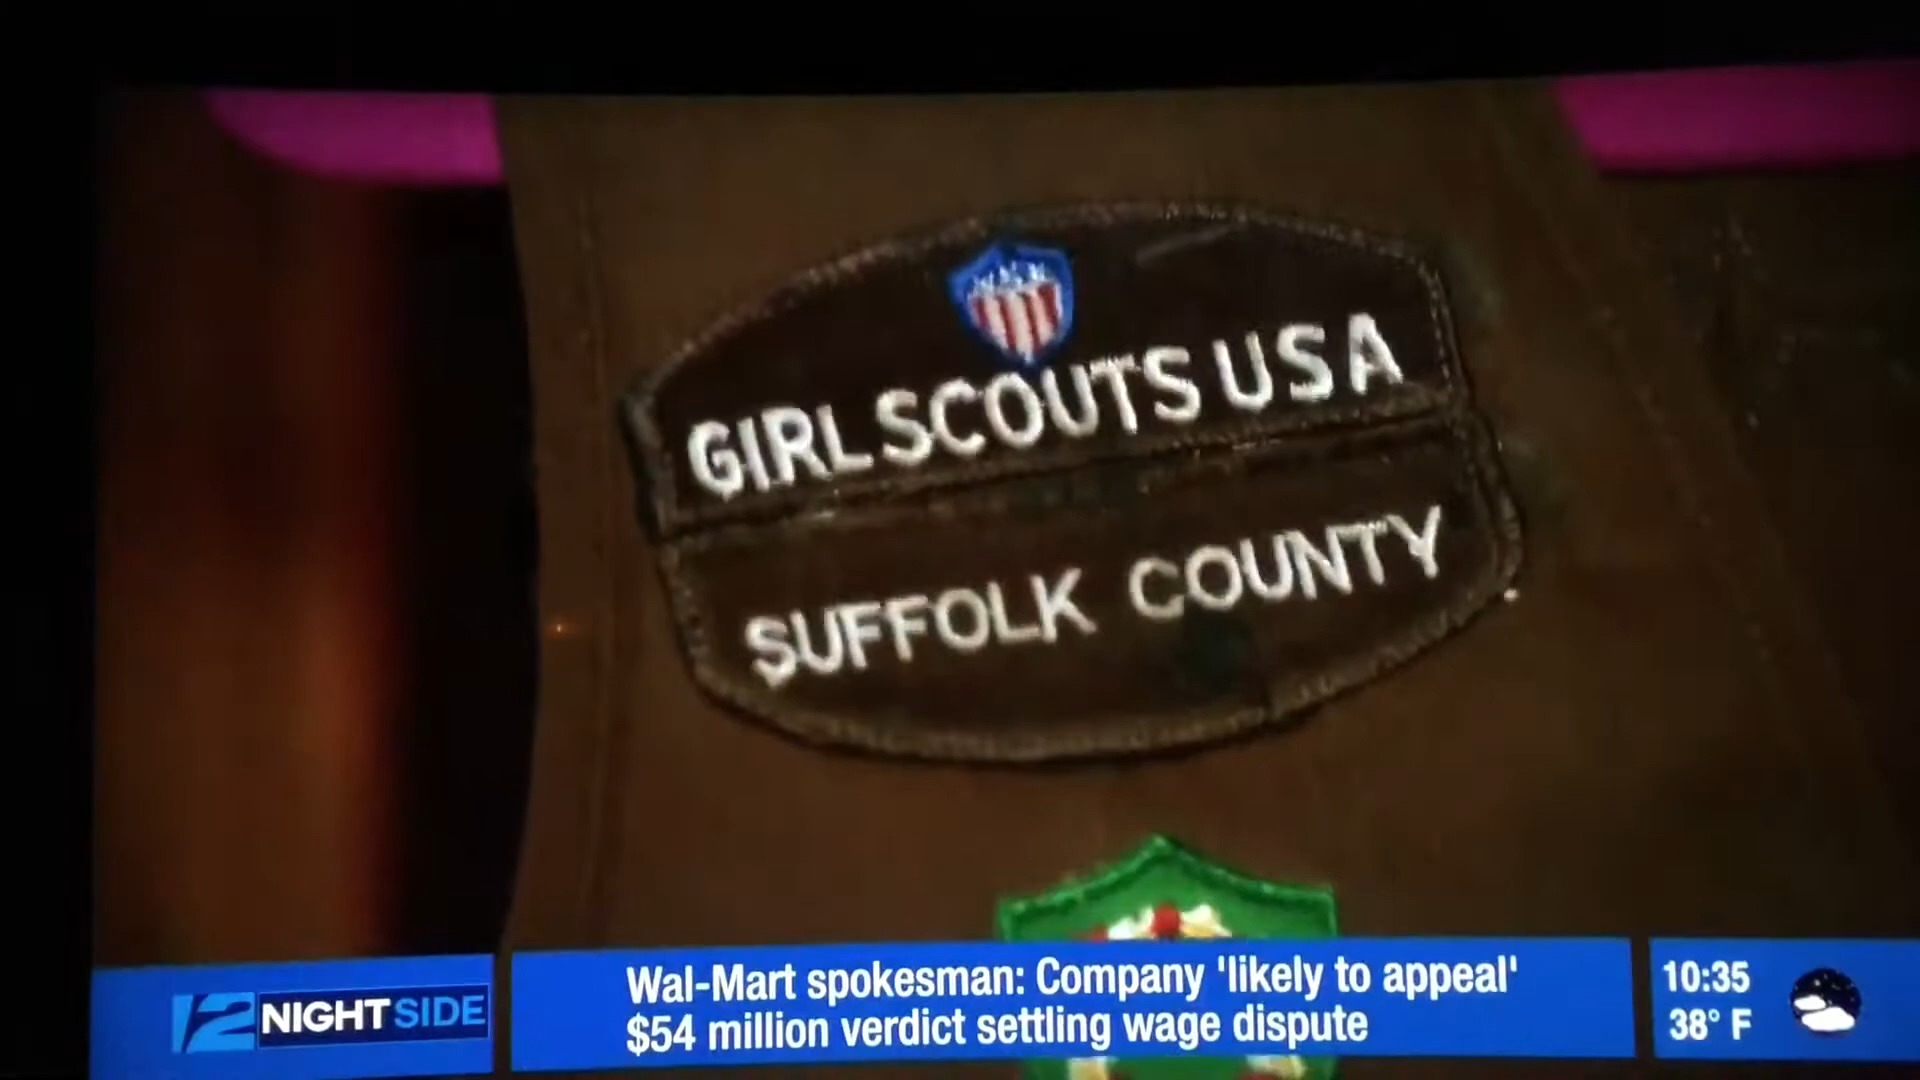 GIRL SCOUTS USA
SUFFOLK COUNTY
12 NIGHTSIDE
Wal-Mart spokesman: Company 'likely to appeal'
$54 million verdict settling wage dispute
10:35
38° F